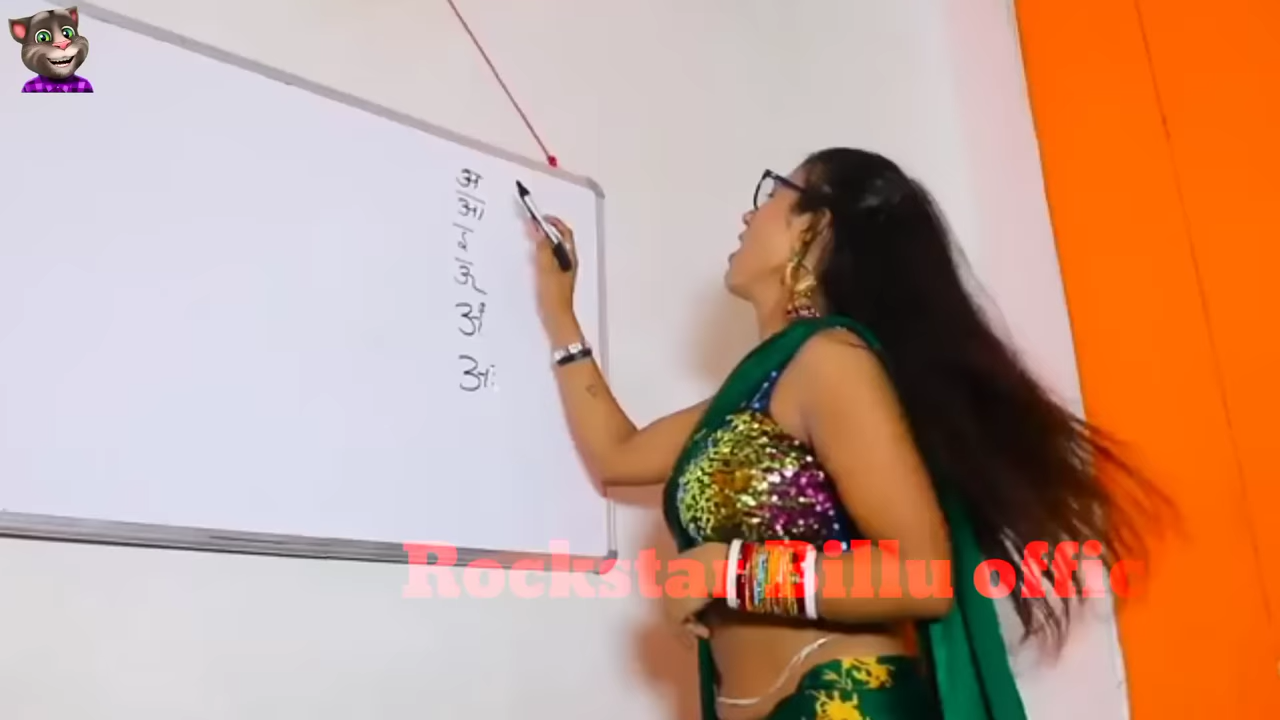 अ
आ
ऊ
अं
अः
Rockstar Billu offic